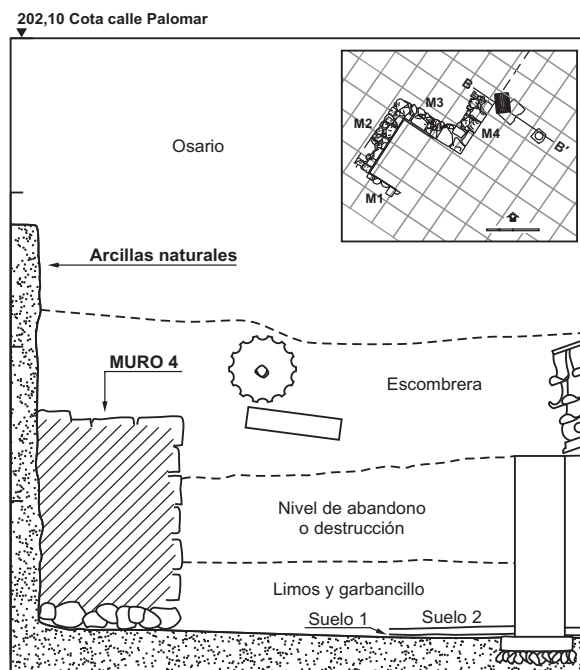 202,10 Cota calle Palomar
Osario
B
M3
M2
M4
B'
M1
Arcillas naturales
MURO 4
Escombrera
Nivel de abandono
o destrucción
Limos y garbancillo
Suelo 1
Suelo 2